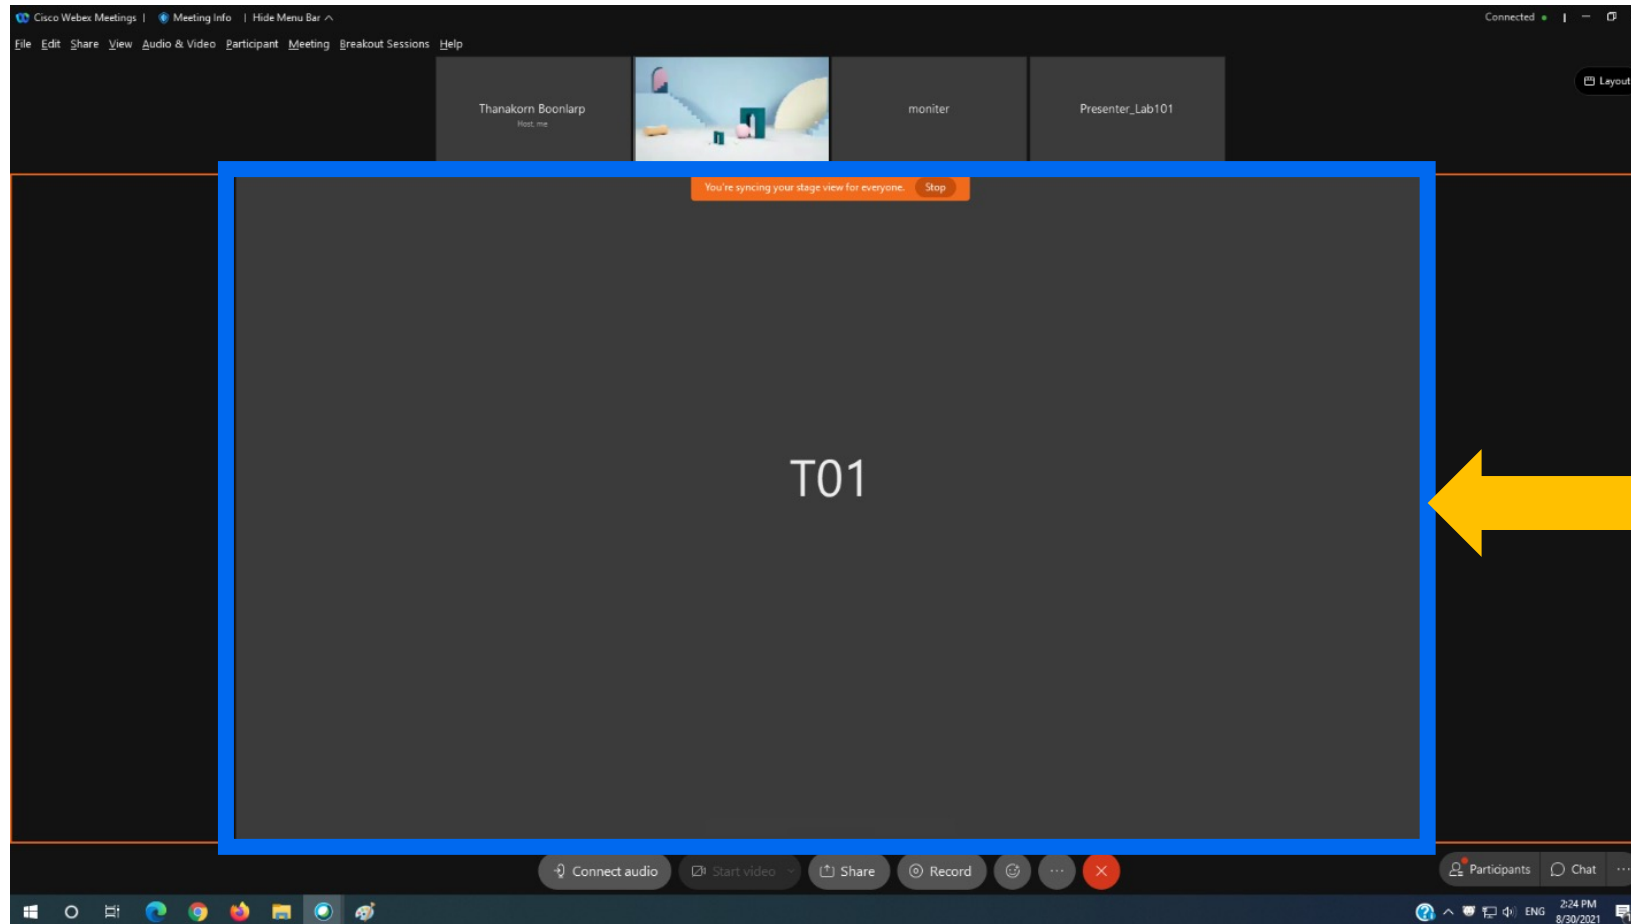 Cisco Webex Meetings | Meeting Info | Hide Menu Bar
Connected
File Edit Share View Audio & Video Participant Meeting Breakout Sessions Help
Layout
Thanakorn Boonlarp
Host, me
moniter
Presenter_Lab101
You're syncing your stage view for everyone. Stop
T01
Connect audio
Start video
Share
Record
Participants
Chat
ENG
2:24 PM
8/30/2021